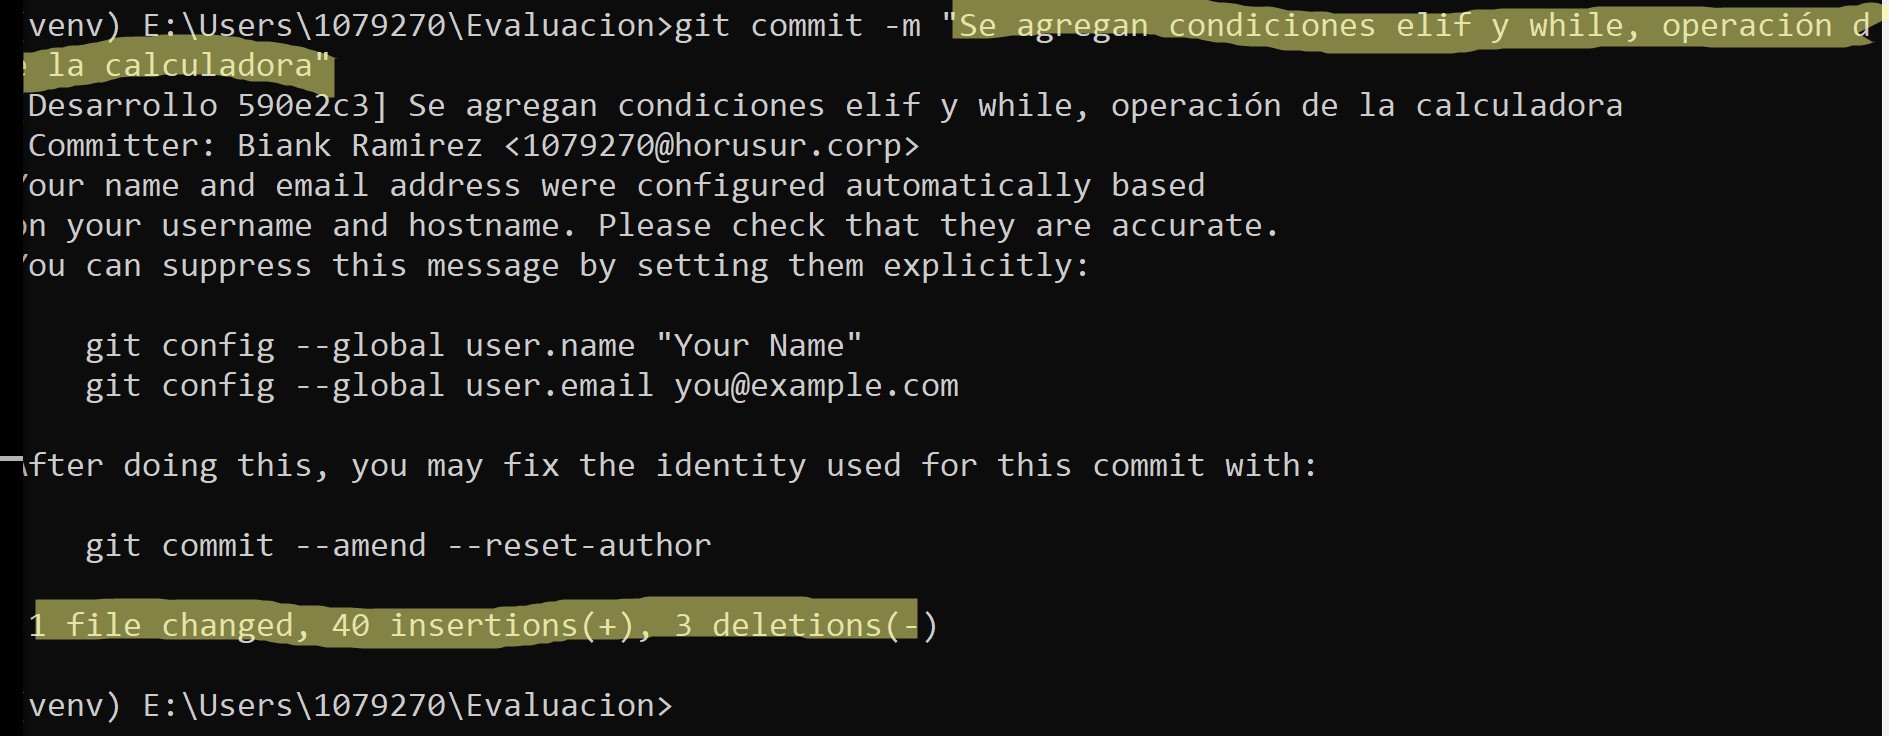 venv) E:\Users\1079270\Evaluacion>git commit -m "Se agregan condiciones elif y while, operación d
e la calculadora"
Desarrollo 590e2c3] Se agregan condiciones elif y while, operación de la calculadora
Committer: Biank Ramirez <1079270@horusur.corp>
Your name and email address were configured automatically based
on your username and hostname. Please check that they are accurate.
You can suppress this message by setting them explicitly:
git config --global user.name "Your Name"
git config --global user.email you@example.com
After doing this, you may fix the identity used for this commit with:
git commit --amend --reset-author
1 file changed, 40 insertions(+), 3 deletions(-)
venv) E:\Users\1079270\Evaluacion>